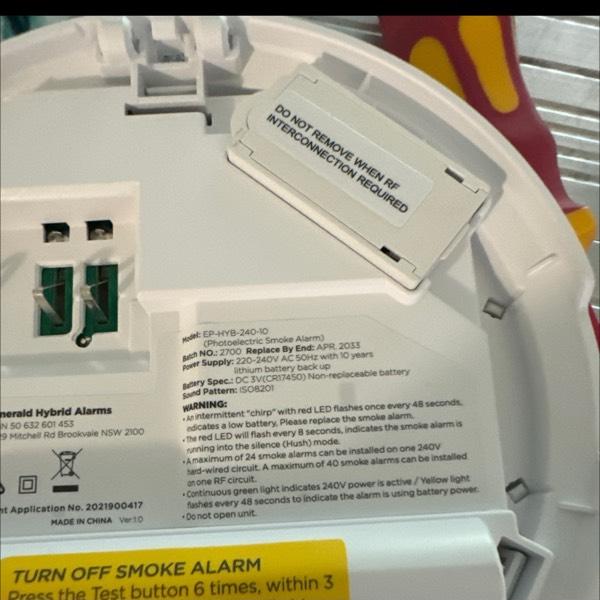 DO NOT REMOVE WHEN RF
INTERCONNECTION REQUIRED
Model: EP-HYB-240-10
(Photoelectric Smoke Alarm)
Batch NO.: 2700 Replace By End: APR, 2033
Power Supply: 220-240V AC 50Hz with 10 years
lithium battery back up
Battery Spec.: DC 3V(CR17450) Non-replaceable battery
Sound Pattern: ISO8201
WARNING:
• An intermittent "chirp" with red LED flashes once every 48 seconds,
indicates a low battery. Please replace the smoke alarm.
• The red LED will flash every 8 seconds, indicates the smoke alarm is
running into the silence (Hush) mode.
• A maximum of 24 smoke alarms can be installed on one 240V
hard-wired circuit. A maximum of 40 smoke alarms can be installed
on one RF circuit.
• Continuous green light indicates 240V power is active / Yellow light
flashes every 48 seconds to indicate the alarm is using battery power.
• Do not open unit.
nerald Hybrid Alarms
N 50 632 601 453
29 Mitchell Rd Brookvale NSW 2100
nt Application No. 2021900417
MADE IN CHINA Ver1.0
TURN OFF SMOKE ALARM
Press the Test button 6 times, within 3